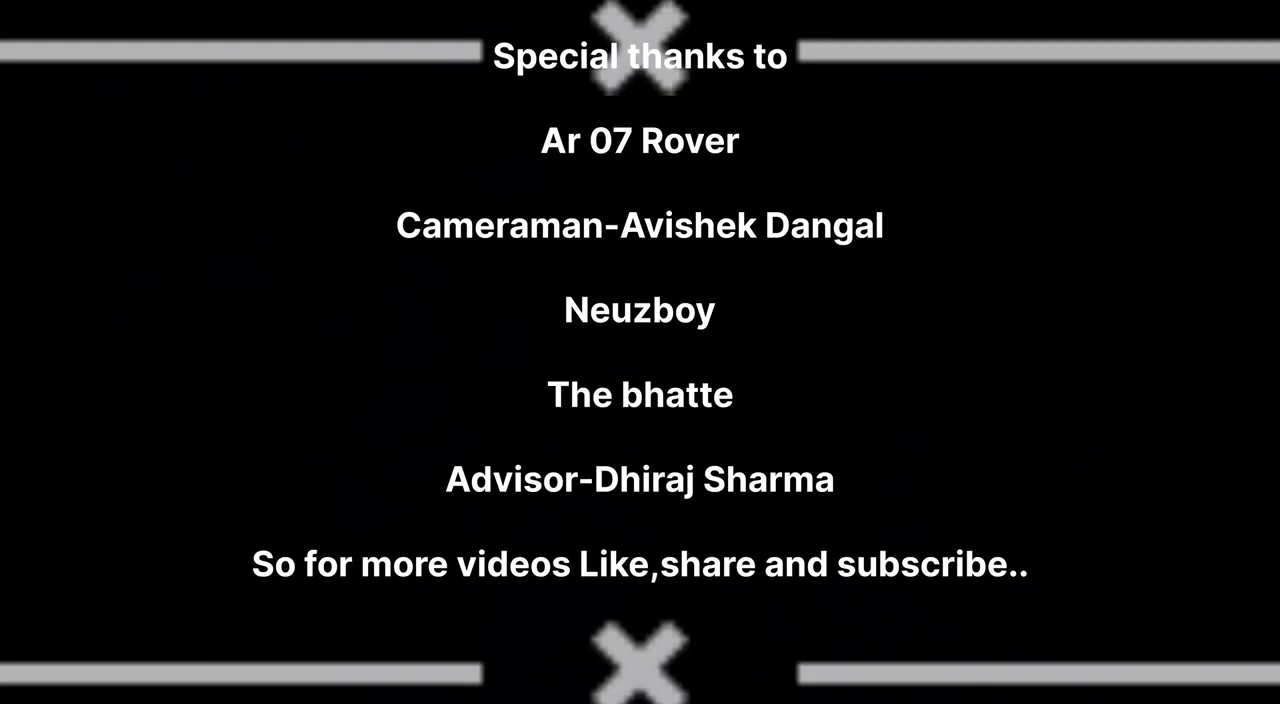 Special thanks to
Ar 07 Rover
Cameraman-Avishek Dangal
Neuzboy
The bhatte
Advisor-Dhiraj Sharma
So for more videos Like,share and subscribe..